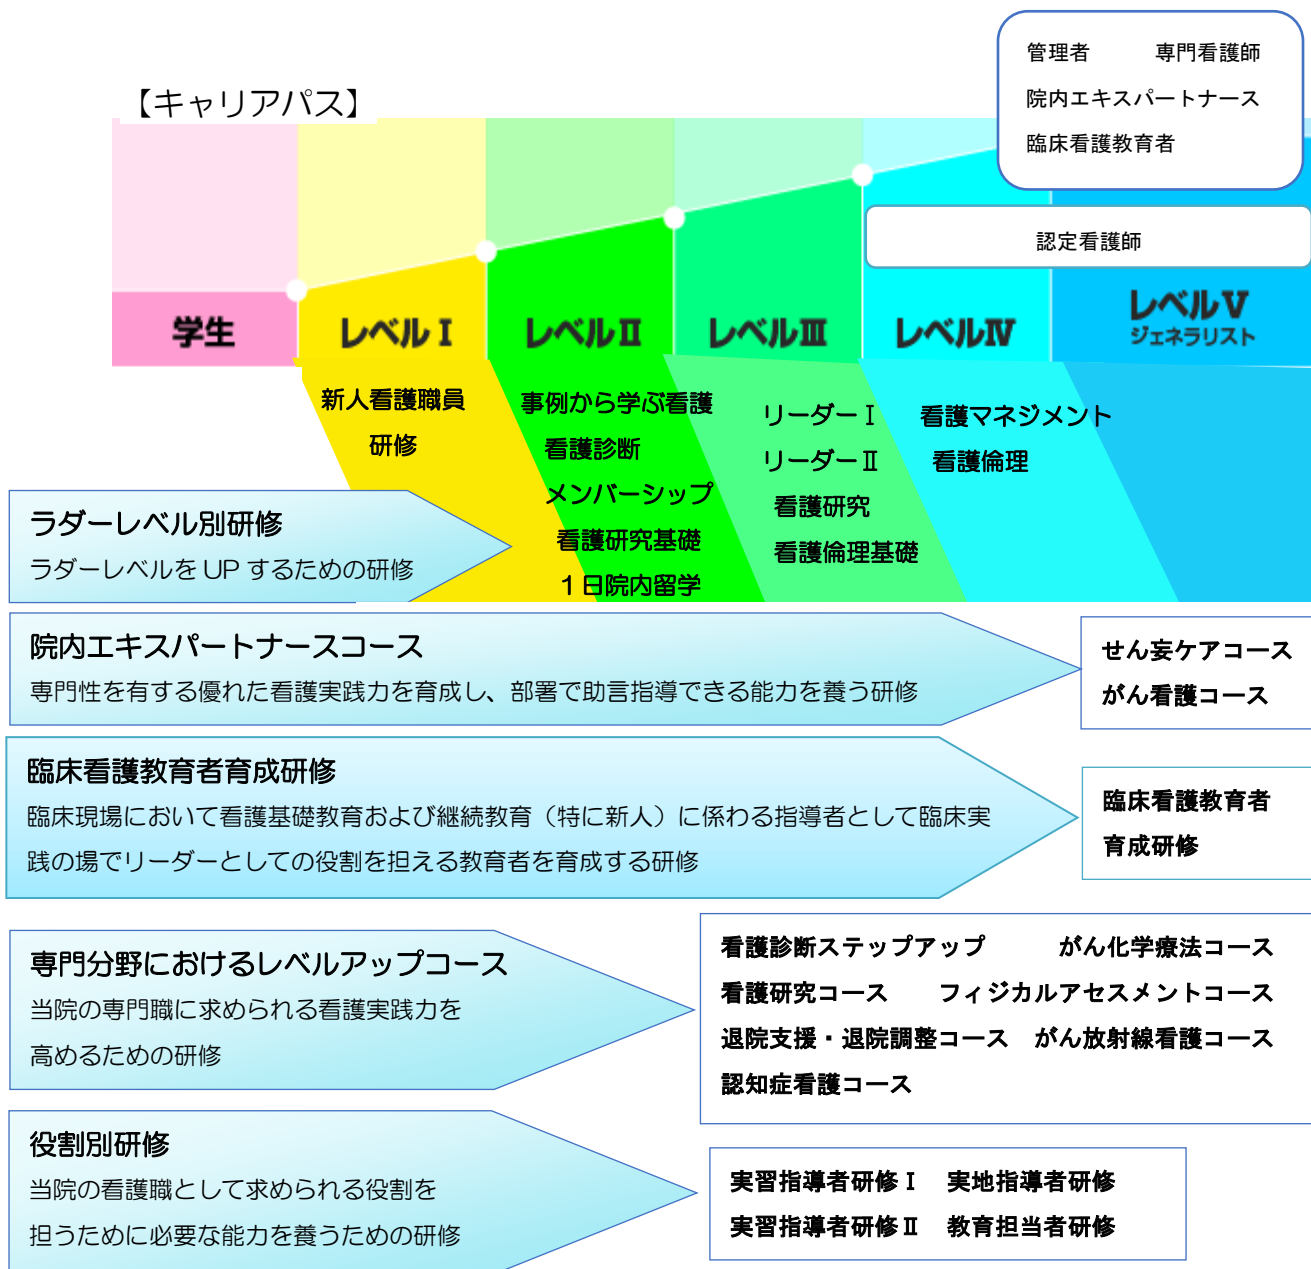 管理者　専門看護師
院内エキスパートナース
臨床看護教育者
【キャリアパス】
認定看護師
学生
レベルⅠ
レベルⅡ
レベルⅢ
レベルⅣ
レベルⅤ
ジェネラリスト
新人看護職員
研修
事例から学ぶ看護
看護診断
メンバーシップ
看護研究基礎
１日院内留学
リーダーⅠ
リーダーⅡ
看護研究
看護倫理基礎
看護マネジメント
看護倫理
ラダーレベル別研修
ラダーレベルを UP するための研修
院内エキスパートナースコース
専門性を有する優れた看護実践力を育成し、部署で助言指導できる能力を養う研修
せん妄ケアコース
がん看護コース
臨床看護教育者育成研修
臨床現場において看護基礎教育および継続教育（特に新人）に係わる指導者として臨床実
践の場でリーダーとしての役割を担える教育者を育成する研修
臨床看護教育者
育成研修
専門分野におけるレベルアップコース
当院の専門職に求められる看護実践力を
高めるための研修
看護診断ステップアップ　がん化学療法コース
看護研究コース　フィジカルアセスメントコース
退院支援・退院調整コース　がん放射線看護コース
認知症看護コース
役割別研修
当院の看護職として求められる役割を
担うために必要な能力を養うための研修
実習指導者研修Ⅰ　実地指導者研修
実習指導者研修Ⅱ　教育担当者研修